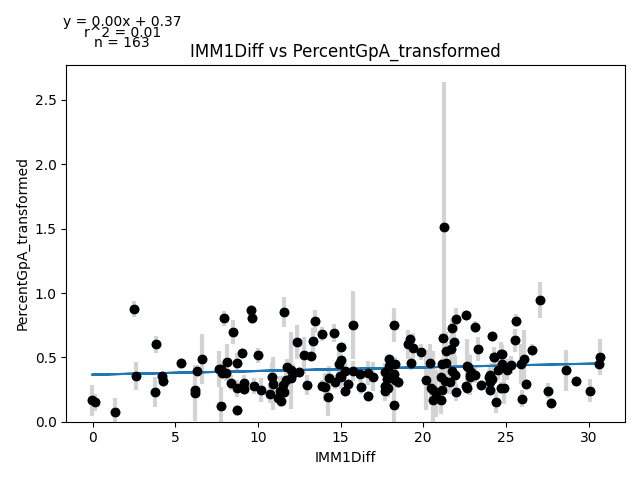 y = 0.00x + 0.37
r^2 = 0.01
n = 163
IMM1Diff vs PercentGpA_transformed
PercentGpA_transformed
2.5
2.0
1.5
1.0
0.5
0.0
0 5 10 15 20 25 30
IMM1Diff